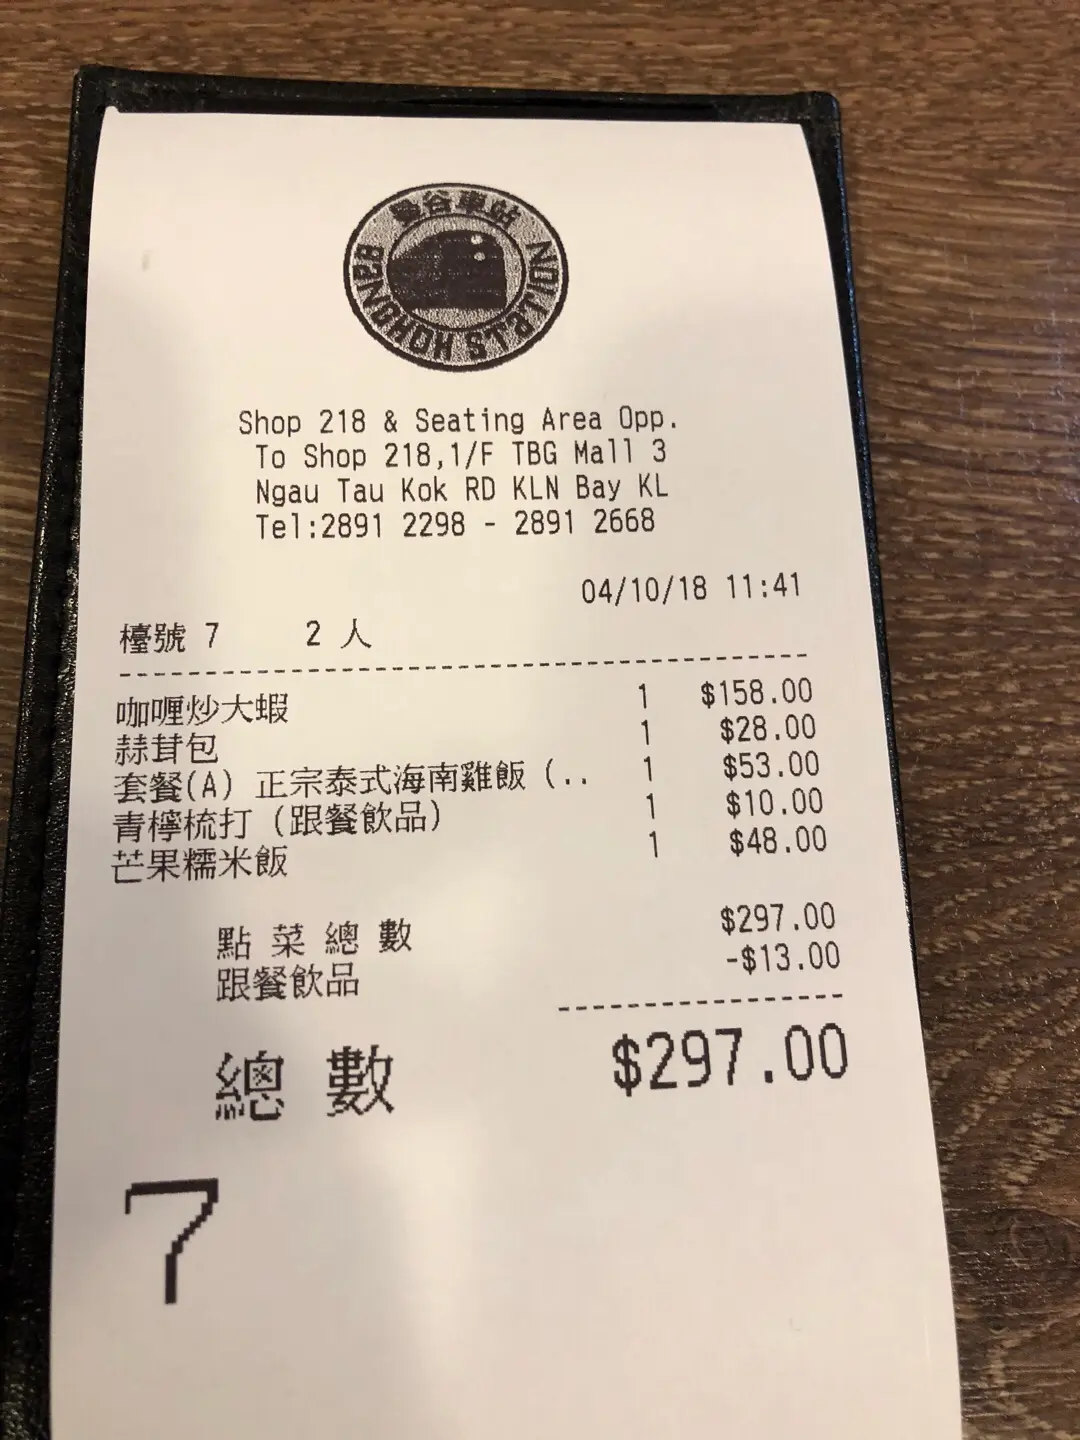 曼谷車站
BANGKOK STATION
Shop 218 & Seating Area Opp.
To Shop 218,1/F TBG Mall 3
Ngau Tau Kok RD KLN Bay KL
Tel:2891 2298 - 2891 2668
04/10/18 11:41
檯號 7 2 人
咖喱炒大蝦 1 $158.00
蒜茸包 1 $28.00
套餐(A) 正宗泰式海南雞飯 (.. 1 $53.00
青檸梳打 (跟餐飲品) 1 $10.00
芒果糯米飯 1 $48.00
點 菜 總 數 $297.00
跟餐飲品 -$13.00
總 數 $297.00
7